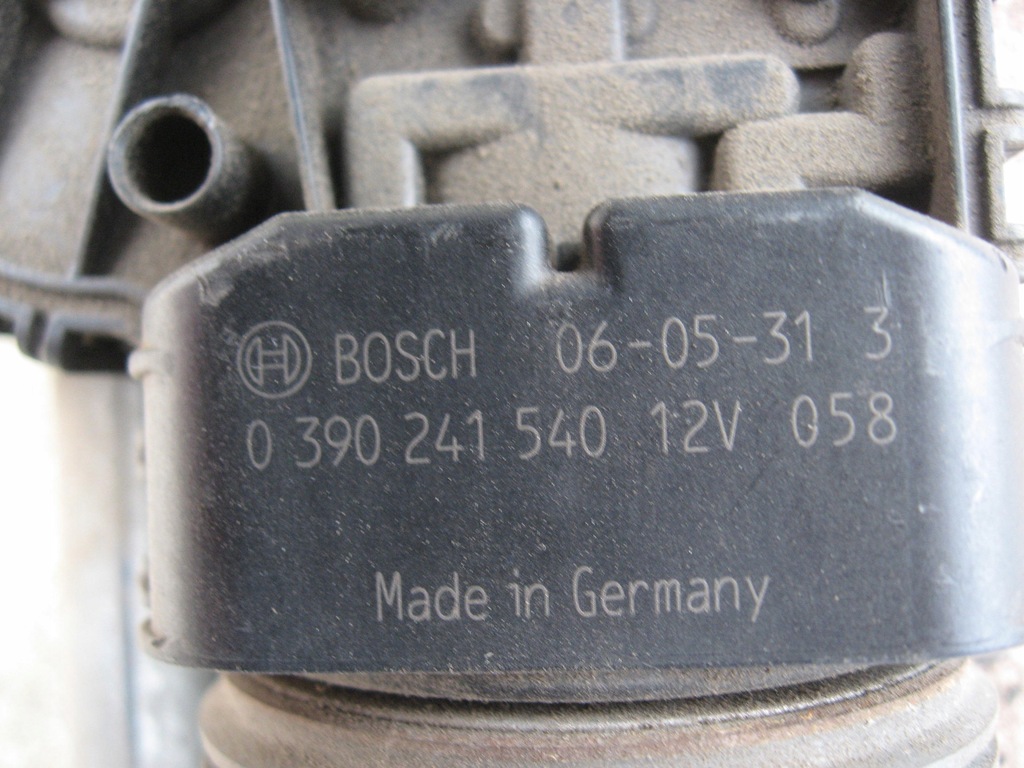 BOSCH 06-05-31 3
0 390 241 540 12V 058
Made in Germany